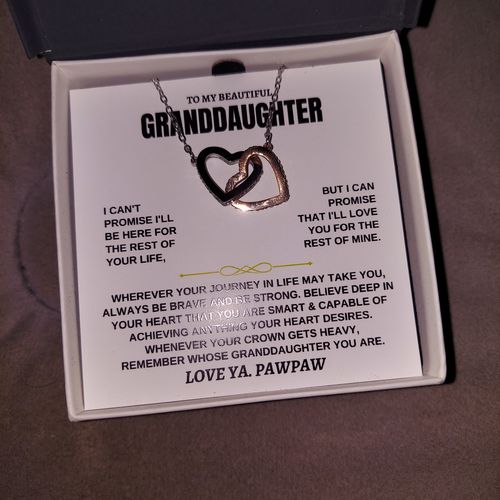 TO MY BEAUTIFUL
GRANDDAUGHTER
I CAN'T
PROMISE I'LL
BE HERE FOR
THE REST OF
YOUR LIFE,
BUT I CAN
PROMISE
THAT I'LL LOVE
YOU FOR THE
REST OF MINE.
WHEREVER YOUR JOURNEY IN LIFE MAY TAKE YOU,
ALWAYS BE BRAVE AND BE STRONG. BELIEVE DEEP IN
YOUR HEART THAT YOU ARE SMART & CAPABLE OF
ACHIEVING ANYTHING YOUR HEART DESIRES.
WHENEVER YOUR CROWN GETS HEAVY,
REMEMBER WHOSE GRANDDAUGHTER YOU ARE.
LOVE YA. PAWPAW